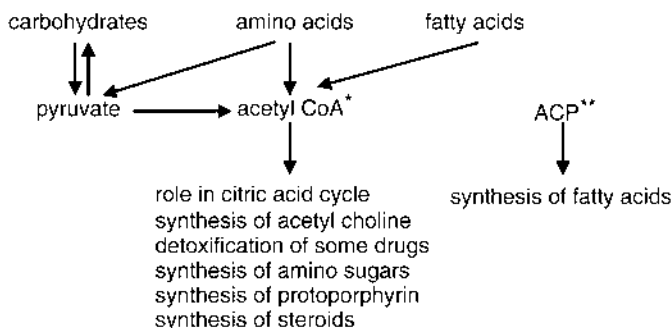 carbohydrates amino acids fatty acids
pyruvate acetyl CoA* ACP**
role in citric acid cycle synthesis of fatty acids
synthesis of acetyl choline
detoxification of some drugs
synthesis of amino sugars
synthesis of protoporphyrin
synthesis of steroids